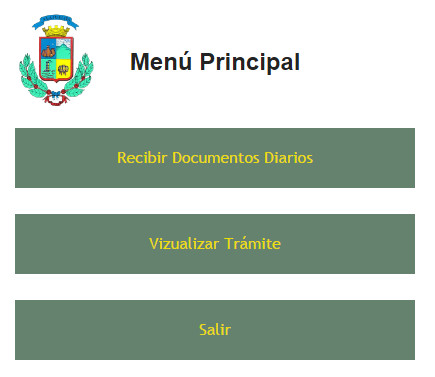 Menú Principal
Recibir Documentos Diarios
Vizualizar Trámite
Salir